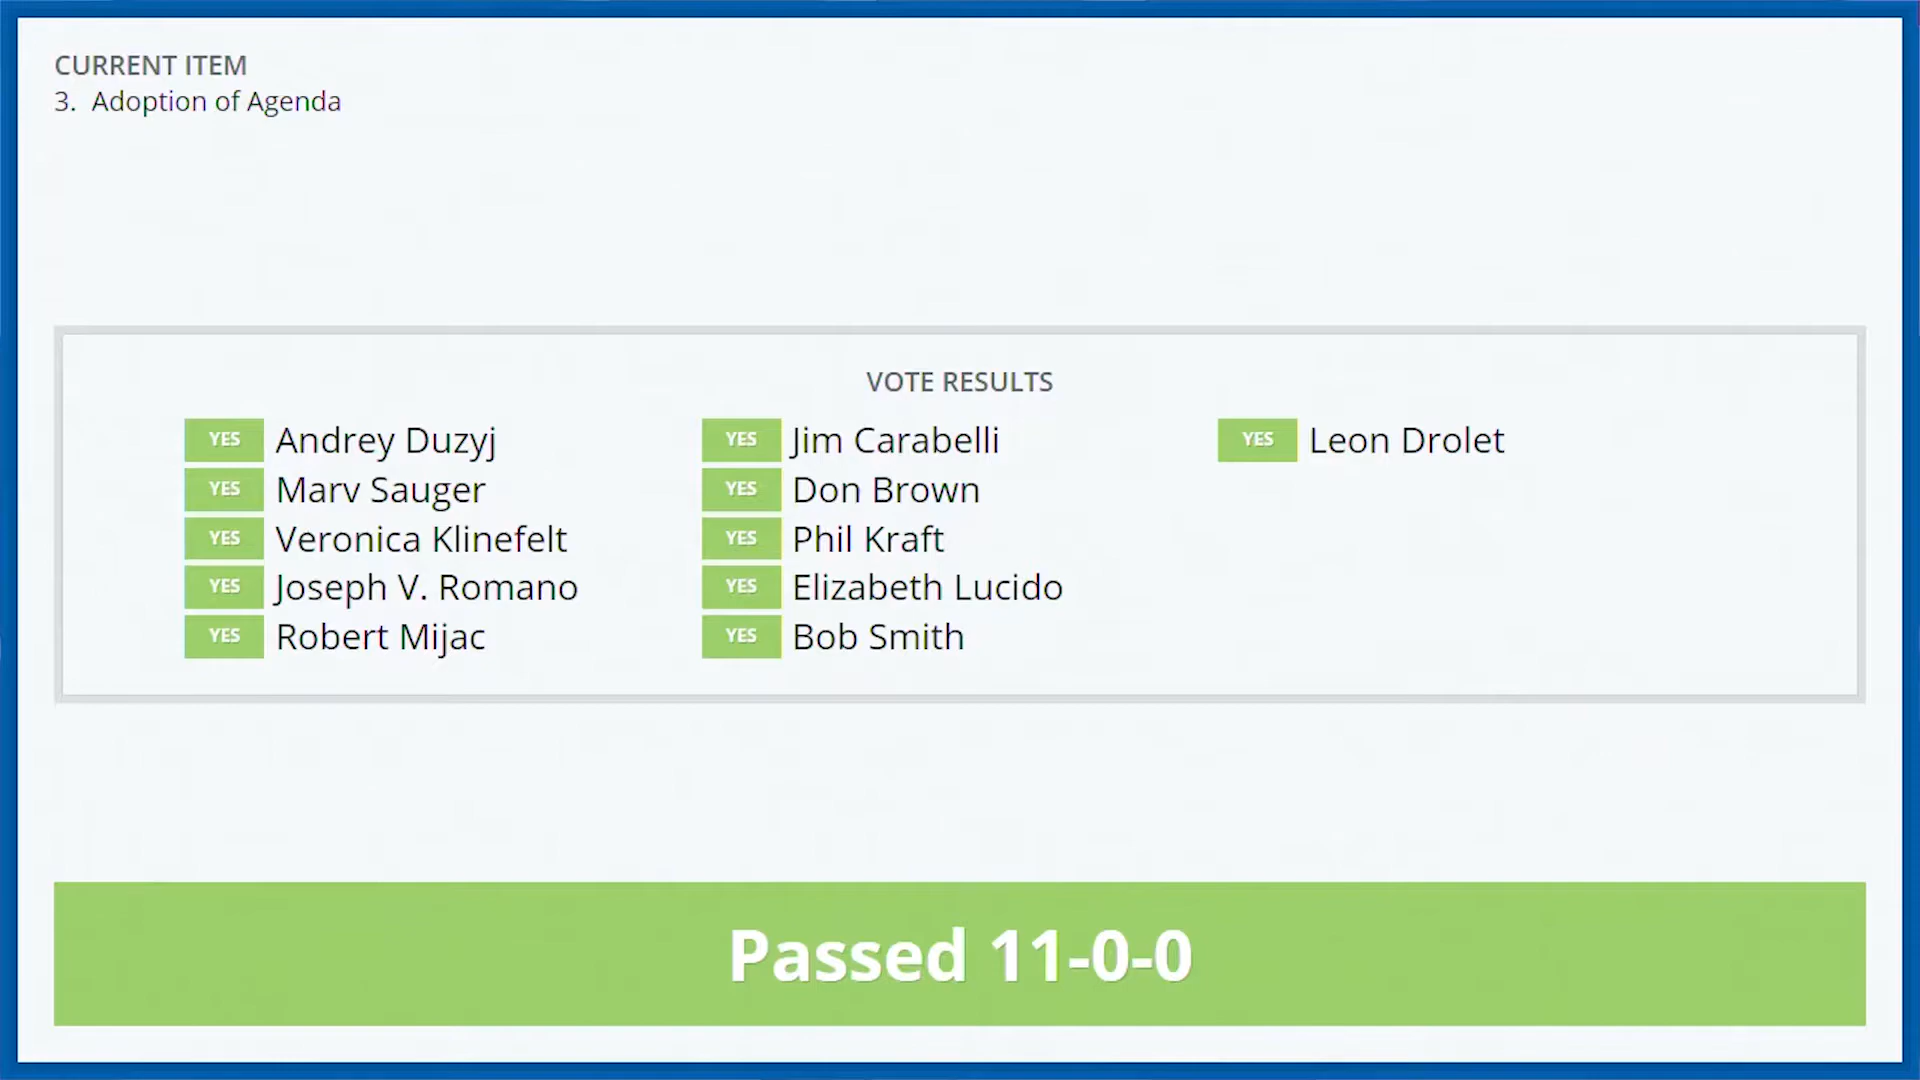 CURRENT ITEM
3. Adoption of Agenda
VOTE RESULTS
YES Andrey Duzyj
YES Marv Sauger
YES Veronica Klinefelt
YES Joseph V. Romano
YES Robert Mijac
YES Jim Carabelli
YES Don Brown
YES Phil Kraft
YES Elizabeth Lucido
YES Bob Smith
YES Leon Drolet
Passed 11-0-0